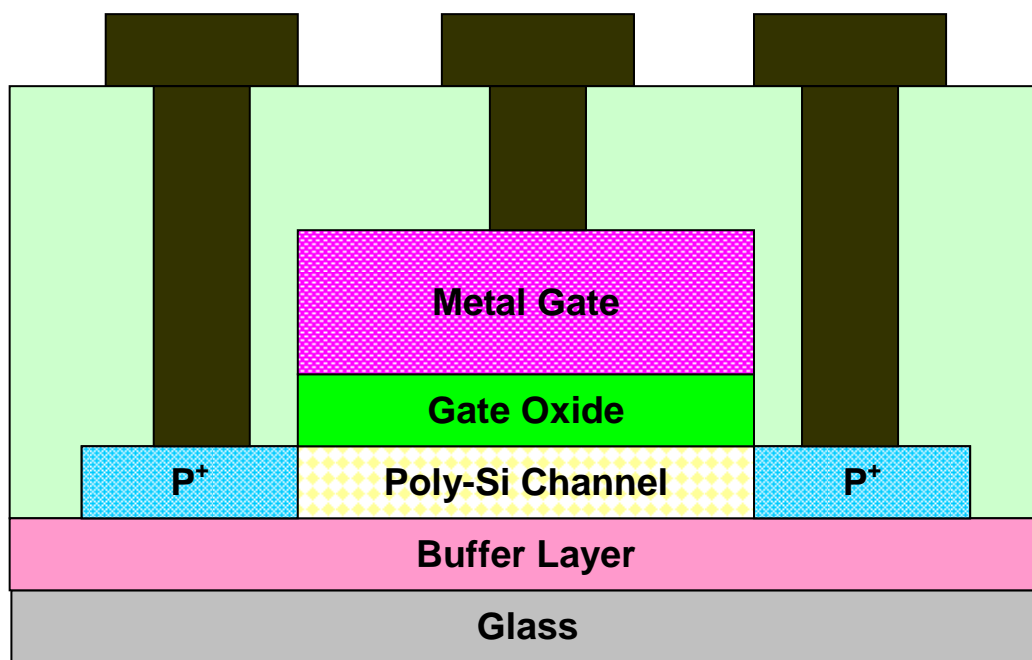 Metal Gate
Gate Oxide
P⁺ Poly-Si Channel P⁺
Buffer Layer
Glass